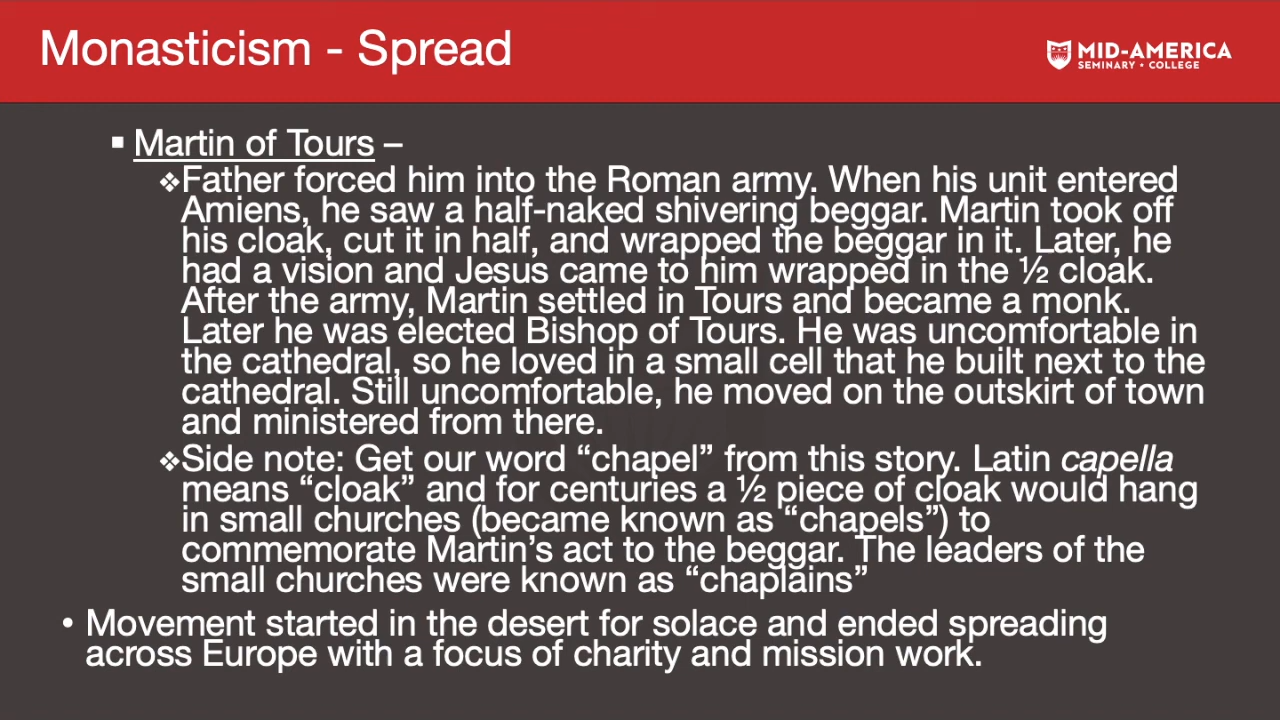 Monasticism - Spread
MID-AMERICA
SEMINARY • COLLEGE
▪ Martin of Tours –
❖Father forced him into the Roman army. When his unit entered
Amiens, he saw a half-naked shivering beggar. Martin took off
his cloak, cut it in half, and wrapped the beggar in it. Later, he
had a vision and Jesus came to him wrapped in the ½ cloak.
After the army, Martin settled in Tours and became a monk.
Later he was elected Bishop of Tours. He was uncomfortable in
the cathedral, so he loved in a small cell that he built next to the
cathedral. Still uncomfortable, he moved on the outskirt of town
and ministered from there.
❖Side note: Get our word “chapel” from this story. Latin capella
means “cloak” and for centuries a ½ piece of cloak would hang
in small churches (became known as “chapels”) to
commemorate Martin’s act to the beggar. The leaders of the
small churches were known as “chaplains”
• Movement started in the desert for solace and ended spreading
across Europe with a focus of charity and mission work.